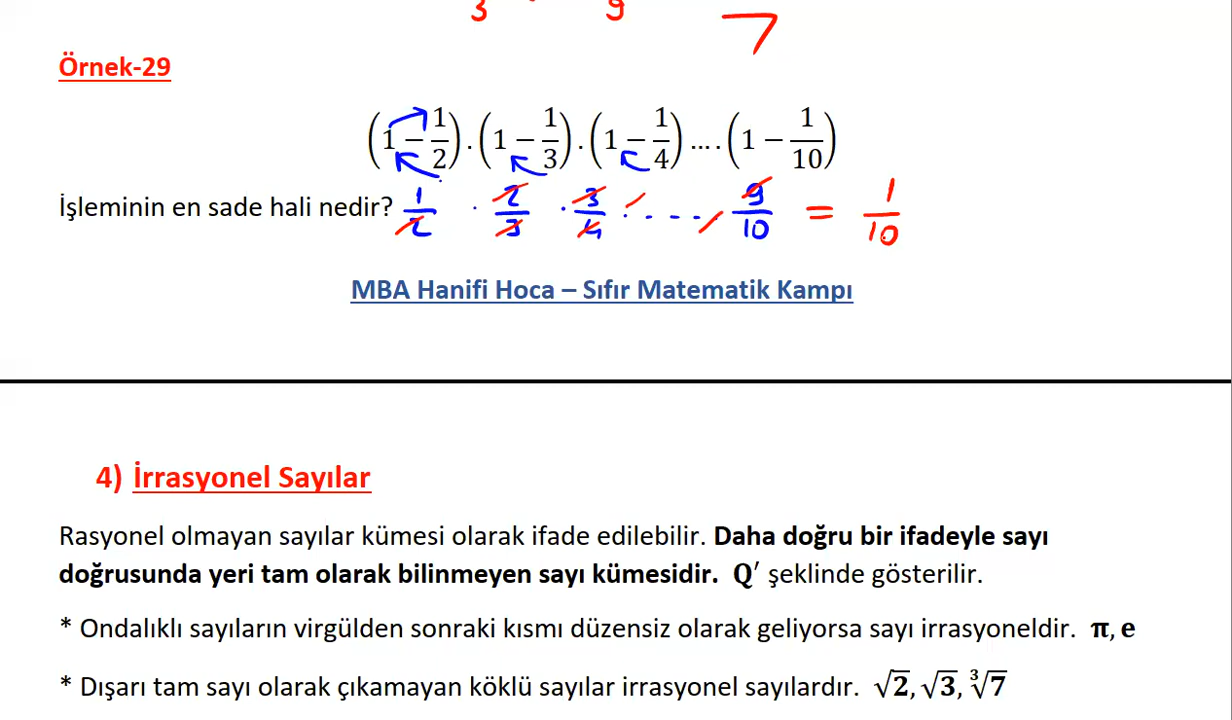 3 9 7
Örnek-29
(1 − 1/2) . (1 − 1/3) . (1 − 1/4) ... . (1 − 1/10)
İşleminin en sade hali nedir? 1/2 . 2/3 . 3/4 . ... . 9/10 = 1/10
MBA Hanifi Hoca – Sıfır Matematik Kampı
4) İrrasyonel Sayılar
Rasyonel olmayan sayılar kümesi olarak ifade edilebilir. Daha doğru bir ifadeyle sayı
doğrusunda yeri tam olarak bilinmeyen sayı kümesidir. Q′ şeklinde gösterilir.
* Ondalıklı sayıların virgülden sonraki kısmı düzensiz olarak geliyorsa sayı irrasyoneldir. π, e
* Dışarı tam sayı olarak çıkamayan köklü sayılar irrasyonel sayılardır. √2, √3, ∛7